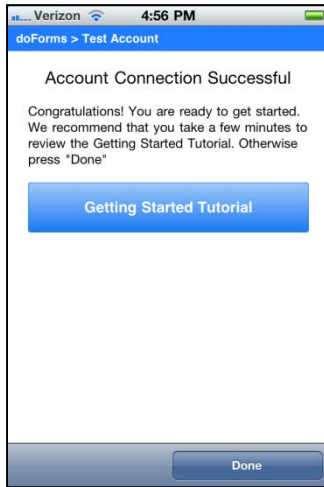 Verizon 4:56 PM
doForms > Test Account
Account Connection Successful
Congratulations! You are ready to get started.
We recommend that you take a few minutes to
review the Getting Started Tutorial. Otherwise
press "Done"
Getting Started Tutorial
Done